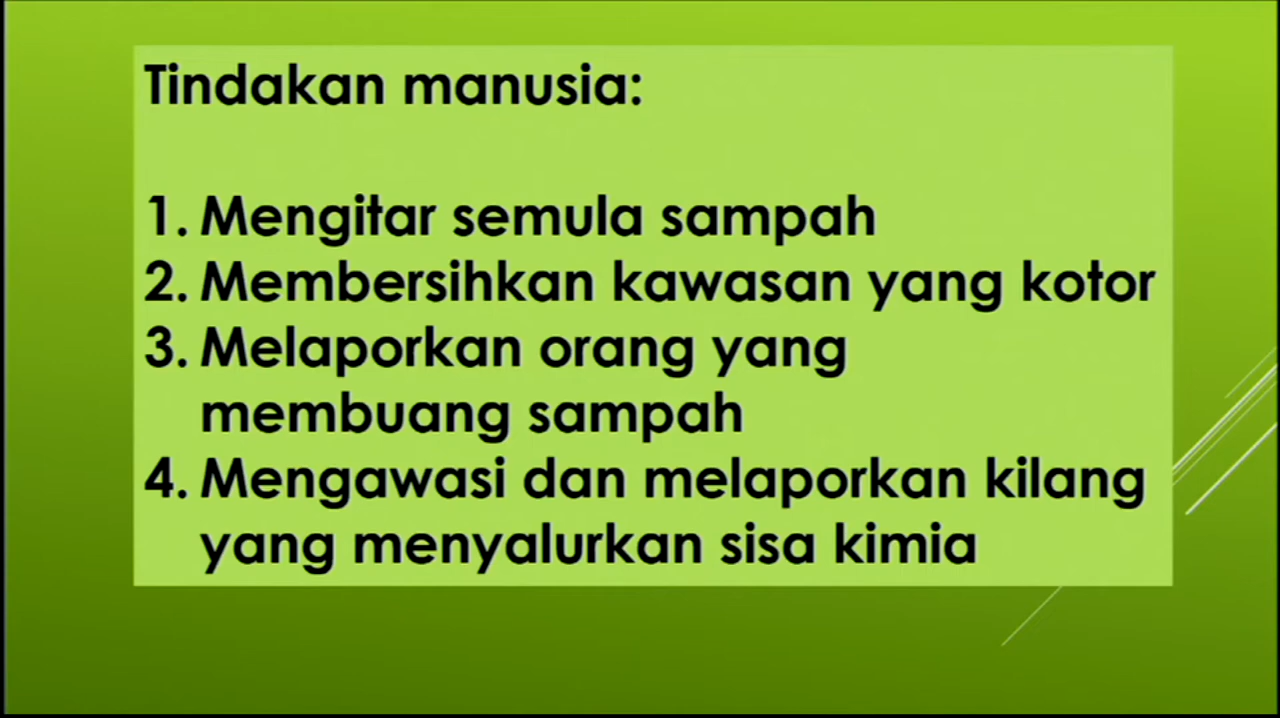 Tindakan manusia:
1. Mengitar semula sampah
2. Membersihkan kawasan yang kotor
3. Melaporkan orang yang
membuang sampah
4. Mengawasi dan melaporkan kilang
yang menyalurkan sisa kimia